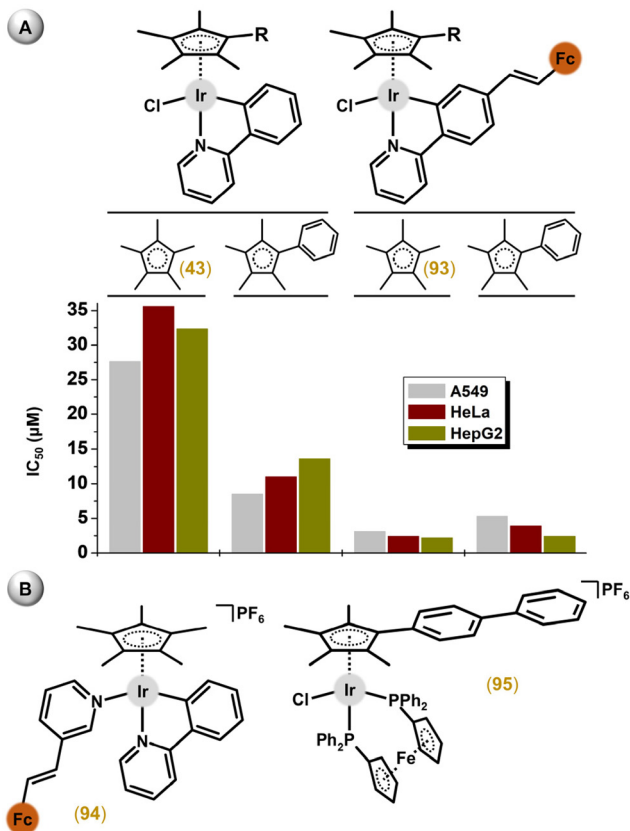 A
R
R
Fc
Ir
Ir
Cl
Cl
N
N
(43)
(93)
35
30
25
20
15
10
5
0
IC50 (µM)
A549
HeLa
HepG2
B
PF6
PF6
Ir
N
N
Fc
(94)
(95)
Cl
Ir
PPh2
Ph2P
Fe